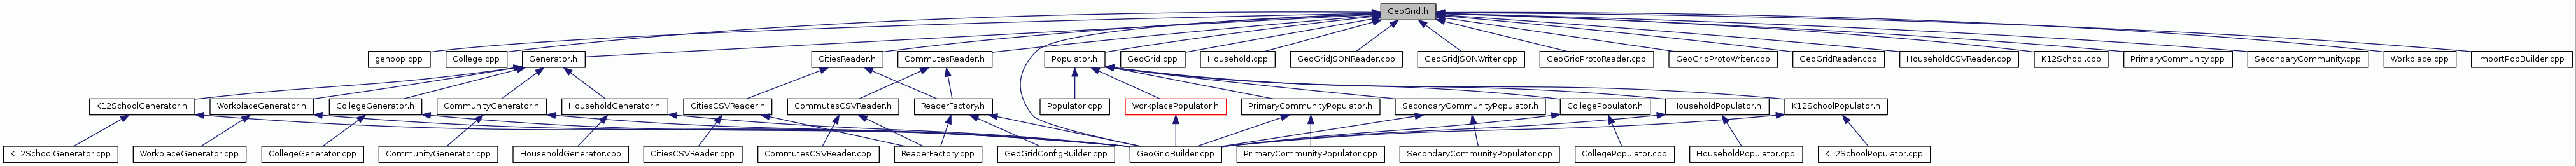 GeoGrid.h
genpop.cpp
College.cpp
Generator.h
CitiesReader.h
CommutesReader.h
Populator.h
GeoGrid.cpp
Household.cpp
GeoGridJSONReader.cpp
GeoGridJSONWriter.cpp
GeoGridProtoReader.cpp
GeoGridProtoWriter.cpp
GeoGridReader.cpp
HouseholdCSVReader.cpp
K12School.cpp
PrimaryCommunity.cpp
SecondaryCommunity.cpp
Workplace.cpp
ImportPopBuilder.cpp
K12SchoolGenerator.h
WorkplaceGenerator.h
CollegeGenerator.h
CommunityGenerator.h
HouseholdGenerator.h
CitiesCSVReader.h
CommutesCSVReader.h
ReaderFactory.h
Populator.cpp
WorkplacePopulator.h
PrimaryCommunityPopulator.h
SecondaryCommunityPopulator.h
CollegePopulator.h
HouseholdPopulator.h
K12SchoolPopulator.h
K12SchoolGenerator.cpp
WorkplaceGenerator.cpp
CollegeGenerator.cpp
CommunityGenerator.cpp
HouseholdGenerator.cpp
CitiesCSVReader.cpp
CommutesCSVReader.cpp
ReaderFactory.cpp
GeoGridConfigBuilder.cpp
GeoGridBuilder.cpp
PrimaryCommunityPopulator.cpp
SecondaryCommunityPopulator.cpp
CollegePopulator.cpp
HouseholdPopulator.cpp
K12SchoolPopulator.cpp